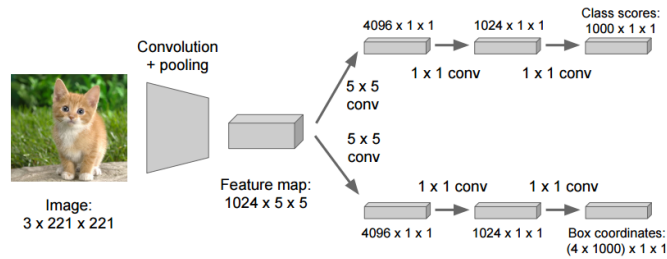 Convolution
+ pooling
Image:
3 x 221 x 221
Feature map:
1024 x 5 x 5
5 x 5
conv
4096 x 1 x 1
1 x 1 conv
1024 x 1 x 1
1 x 1 conv
Class scores:
1000 x 1 x 1
5 x 5
conv
4096 x 1 x 1
1 x 1 conv
1024 x 1 x 1
1 x 1 conv
Box coordinates:
(4 x 1000) x 1 x 1